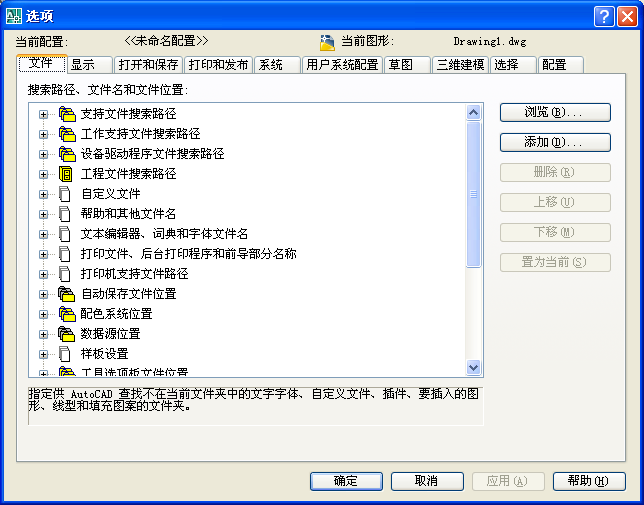 选项
当前配置: <<未命名配置>> 当前图形: Drawing1.dwg
文件 显示 打开和保存 打印和发布 系统 用户系统配置 草图 三维建模 选择 配置
搜索路径、文件名和文件位置:
支持文件搜索路径
工作支持文件搜索路径
设备驱动程序文件搜索路径
工程文件搜索路径
自定义文件
帮助和其他文件名
文本编辑器、词典和字体文件名
打印文件、后台打印程序和前导部分名称
打印机支持文件路径
自动保存文件位置
配色系统位置
数据源位置
样板设置
工具选项板文件位置
浏览(B)...
添加(D)...
删除(R)
上移(U)
下移(M)
置为当前(S)
指定供 AutoCAD 查找不在当前文件夹中的文字字体、自定义文件、插件、要插入的图
形、线型和填充图案的文件夹。
确定 取消 应用(A) 帮助(H)